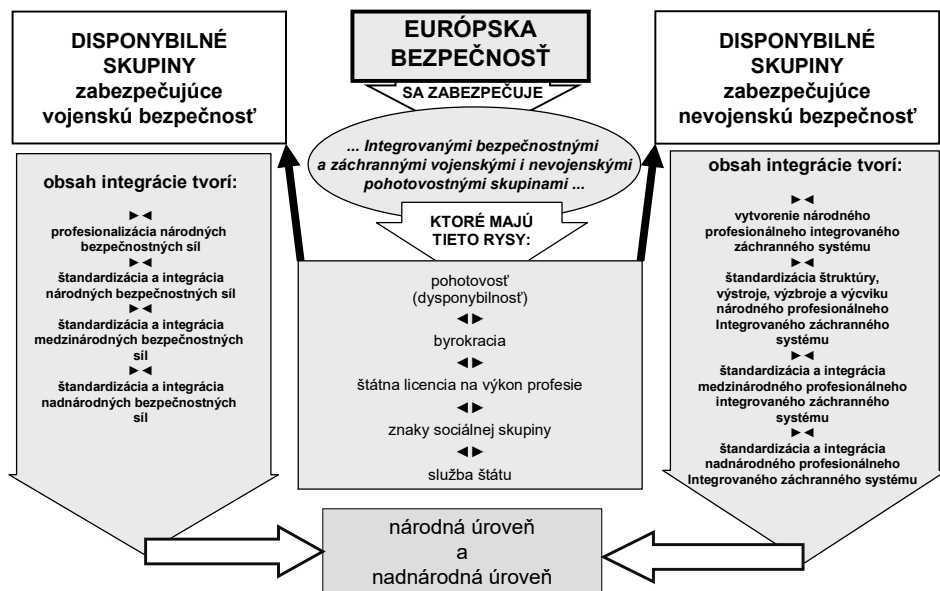 DISPONYBILNÉ
SKUPINY
zabezpečujúce
vojenskú bezpečnosť
obsah integrácie tvorí:
►◄
profesionalizácia národných
bezpečnostných síl
►◄
štandardizácia a integrácia
národných bezpečnostných síl
►◄
štandardizácia a integrácia
medzinárodných bezpečnostných
síl
►◄
štandardizácia a integrácia
nadnárodných bezpečnostných
síl
EURÓPSKA
BEZPEČNOSŤ
SA ZABEZPEČUJE
... Integrovanými bezpečnostnými
a záchrannými vojenskými i nevojenskými
pohotovostnými skupinami ...
KTORÉ MAJÚ
TIETO RYSY:
pohotovosť
(dysponybilnosť)
◄►
byrokracia
◄►
štátna licencia na výkon profesie
◄►
znaky sociálnej skupiny
◄►
služba štátu
DISPONYBILNÉ
SKUPINY
zabezpečujúce
nevojenskú bezpečnosť
obsah integrácie tvorí:
►◄
vytvorenie národného
profesionálneho integrovaného
záchranného systému
►◄
štandardizácia štruktúry,
výstroje, výzbroje a výcviku
národného profesionálneho
Integrovaného záchranného
systému
►◄
štandardizácia a integrácia
medzinárodného profesionálneho
integrovaného záchranného
systému
►◄
štandardizácia a integrácia
nadnárodného profesionálneho
Integrovaného záchranného systému
národná úroveň
a
nadnárodná úroveň